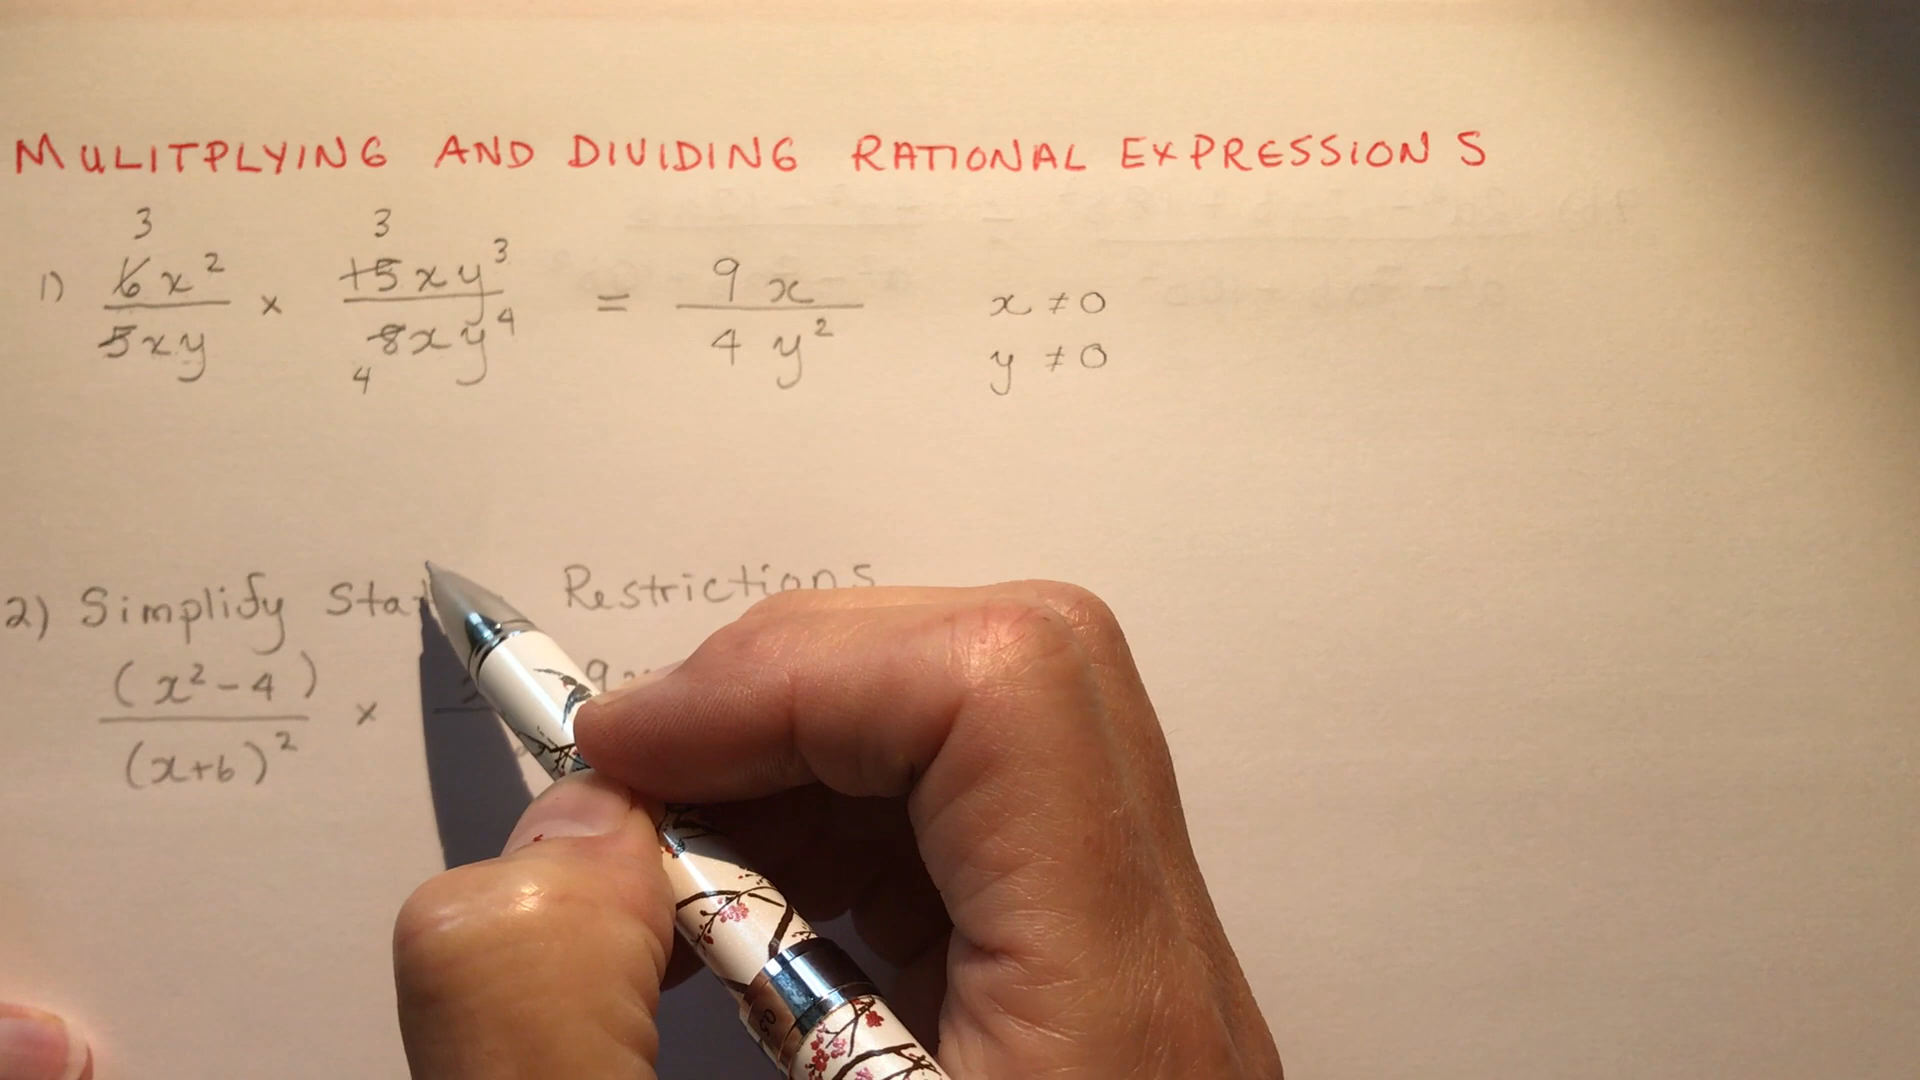 MULITPLYING AND DIVIDING RATIONAL EXPRESSIONS
3 3
1) 6x² / 5xy × 15xy³ / 8xy⁴ = 9x / 4y² x ≠ 0 y ≠ 0
4
2) Simplify Restrictions
(x²-4) / (x+6)² ×